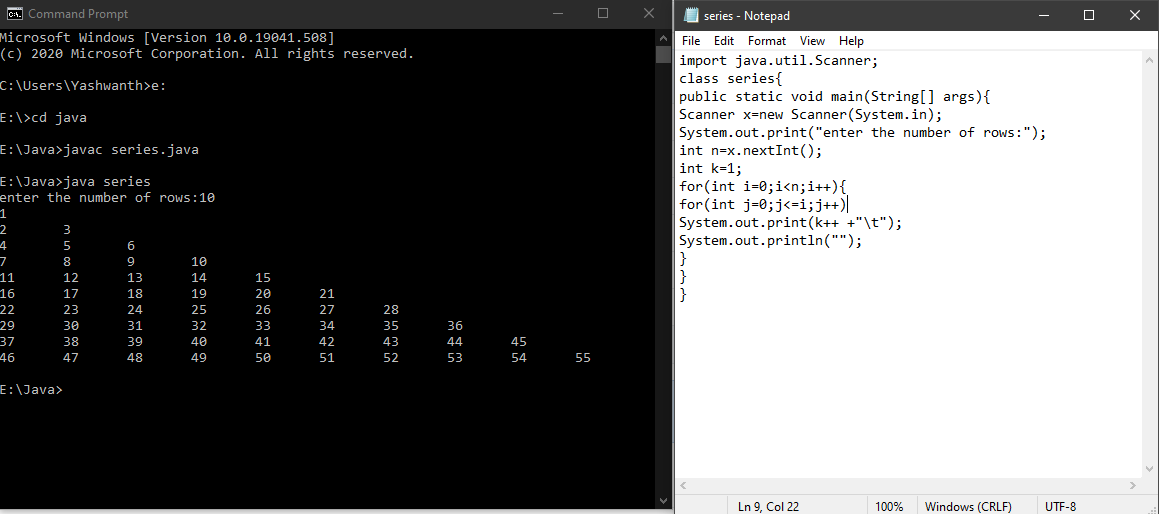 Command Prompt
Microsoft Windows [Version 10.0.19041.508]
(c) 2020 Microsoft Corporation. All rights reserved.
C:\Users\Yashwanth>e:
E:\>cd java
E:\Java>javac series.java
E:\Java>java series
enter the number of rows:10
1
2 3
4 5 6
7 8 9 10
11 12 13 14 15
16 17 18 19 20 21
22 23 24 25 26 27 28
29 30 31 32 33 34 35 36
37 38 39 40 41 42 43 44 45
46 47 48 49 50 51 52 53 54 55
E:\Java>
series - Notepad
File Edit Format View Help
import java.util.Scanner;
class series{
public static void main(String[] args){
Scanner x=new Scanner(System.in);
System.out.print("enter the number of rows:");
int n=x.nextInt();
int k=1;
for(int i=0;i<n;i++){
for(int j=0;j<=i;j++)
System.out.print(k++ +"\t");
System.out.println("");
}
}
}
Ln 9, Col 22 100% Windows (CRLF) UTF-8